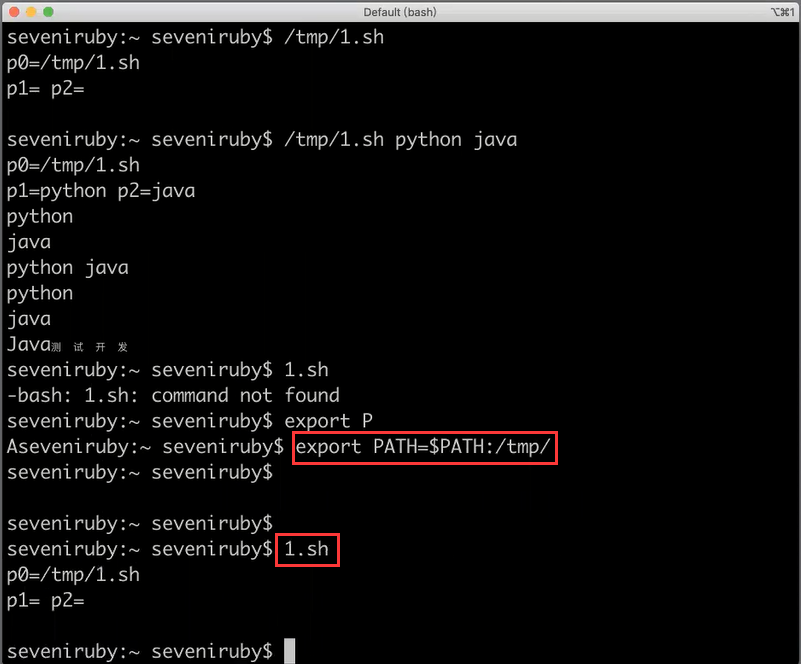 Default (bash)
⌥⌘1
seveniruby:~ seveniruby$ /tmp/1.sh
p0=/tmp/1.sh
p1= p2=
seveniruby:~ seveniruby$ /tmp/1.sh python java
p0=/tmp/1.sh
p1=python p2=java
python
java
python java
python
java
Java测 试 开 发
seveniruby:~ seveniruby$ 1.sh
-bash: 1.sh: command not found
seveniruby:~ seveniruby$ export P
Aseveniruby:~ seveniruby$ export PATH=$PATH:/tmp/
seveniruby:~ seveniruby$
seveniruby:~ seveniruby$
seveniruby:~ seveniruby$ 1.sh
p0=/tmp/1.sh
p1= p2=
seveniruby:~ seveniruby$